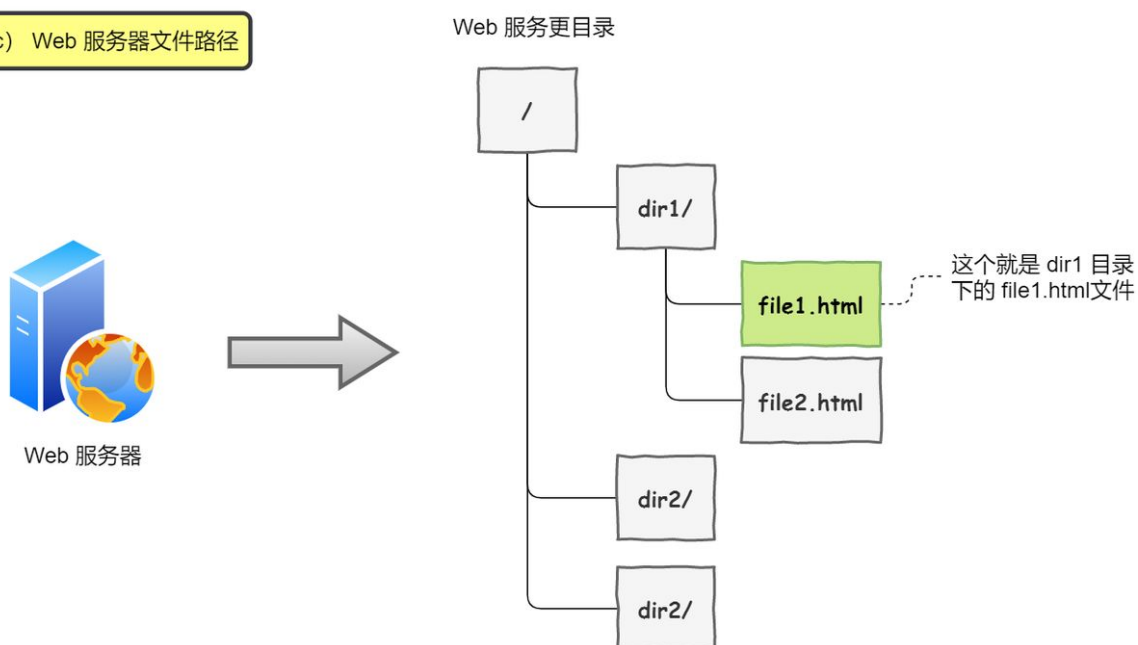 c） Web 服务器文件路径
Web 服务更目录
/
dir1/
file1.html
这个就是 dir1 目录
下的 file1.html文件
file2.html
Web 服务器
dir2/
dir2/